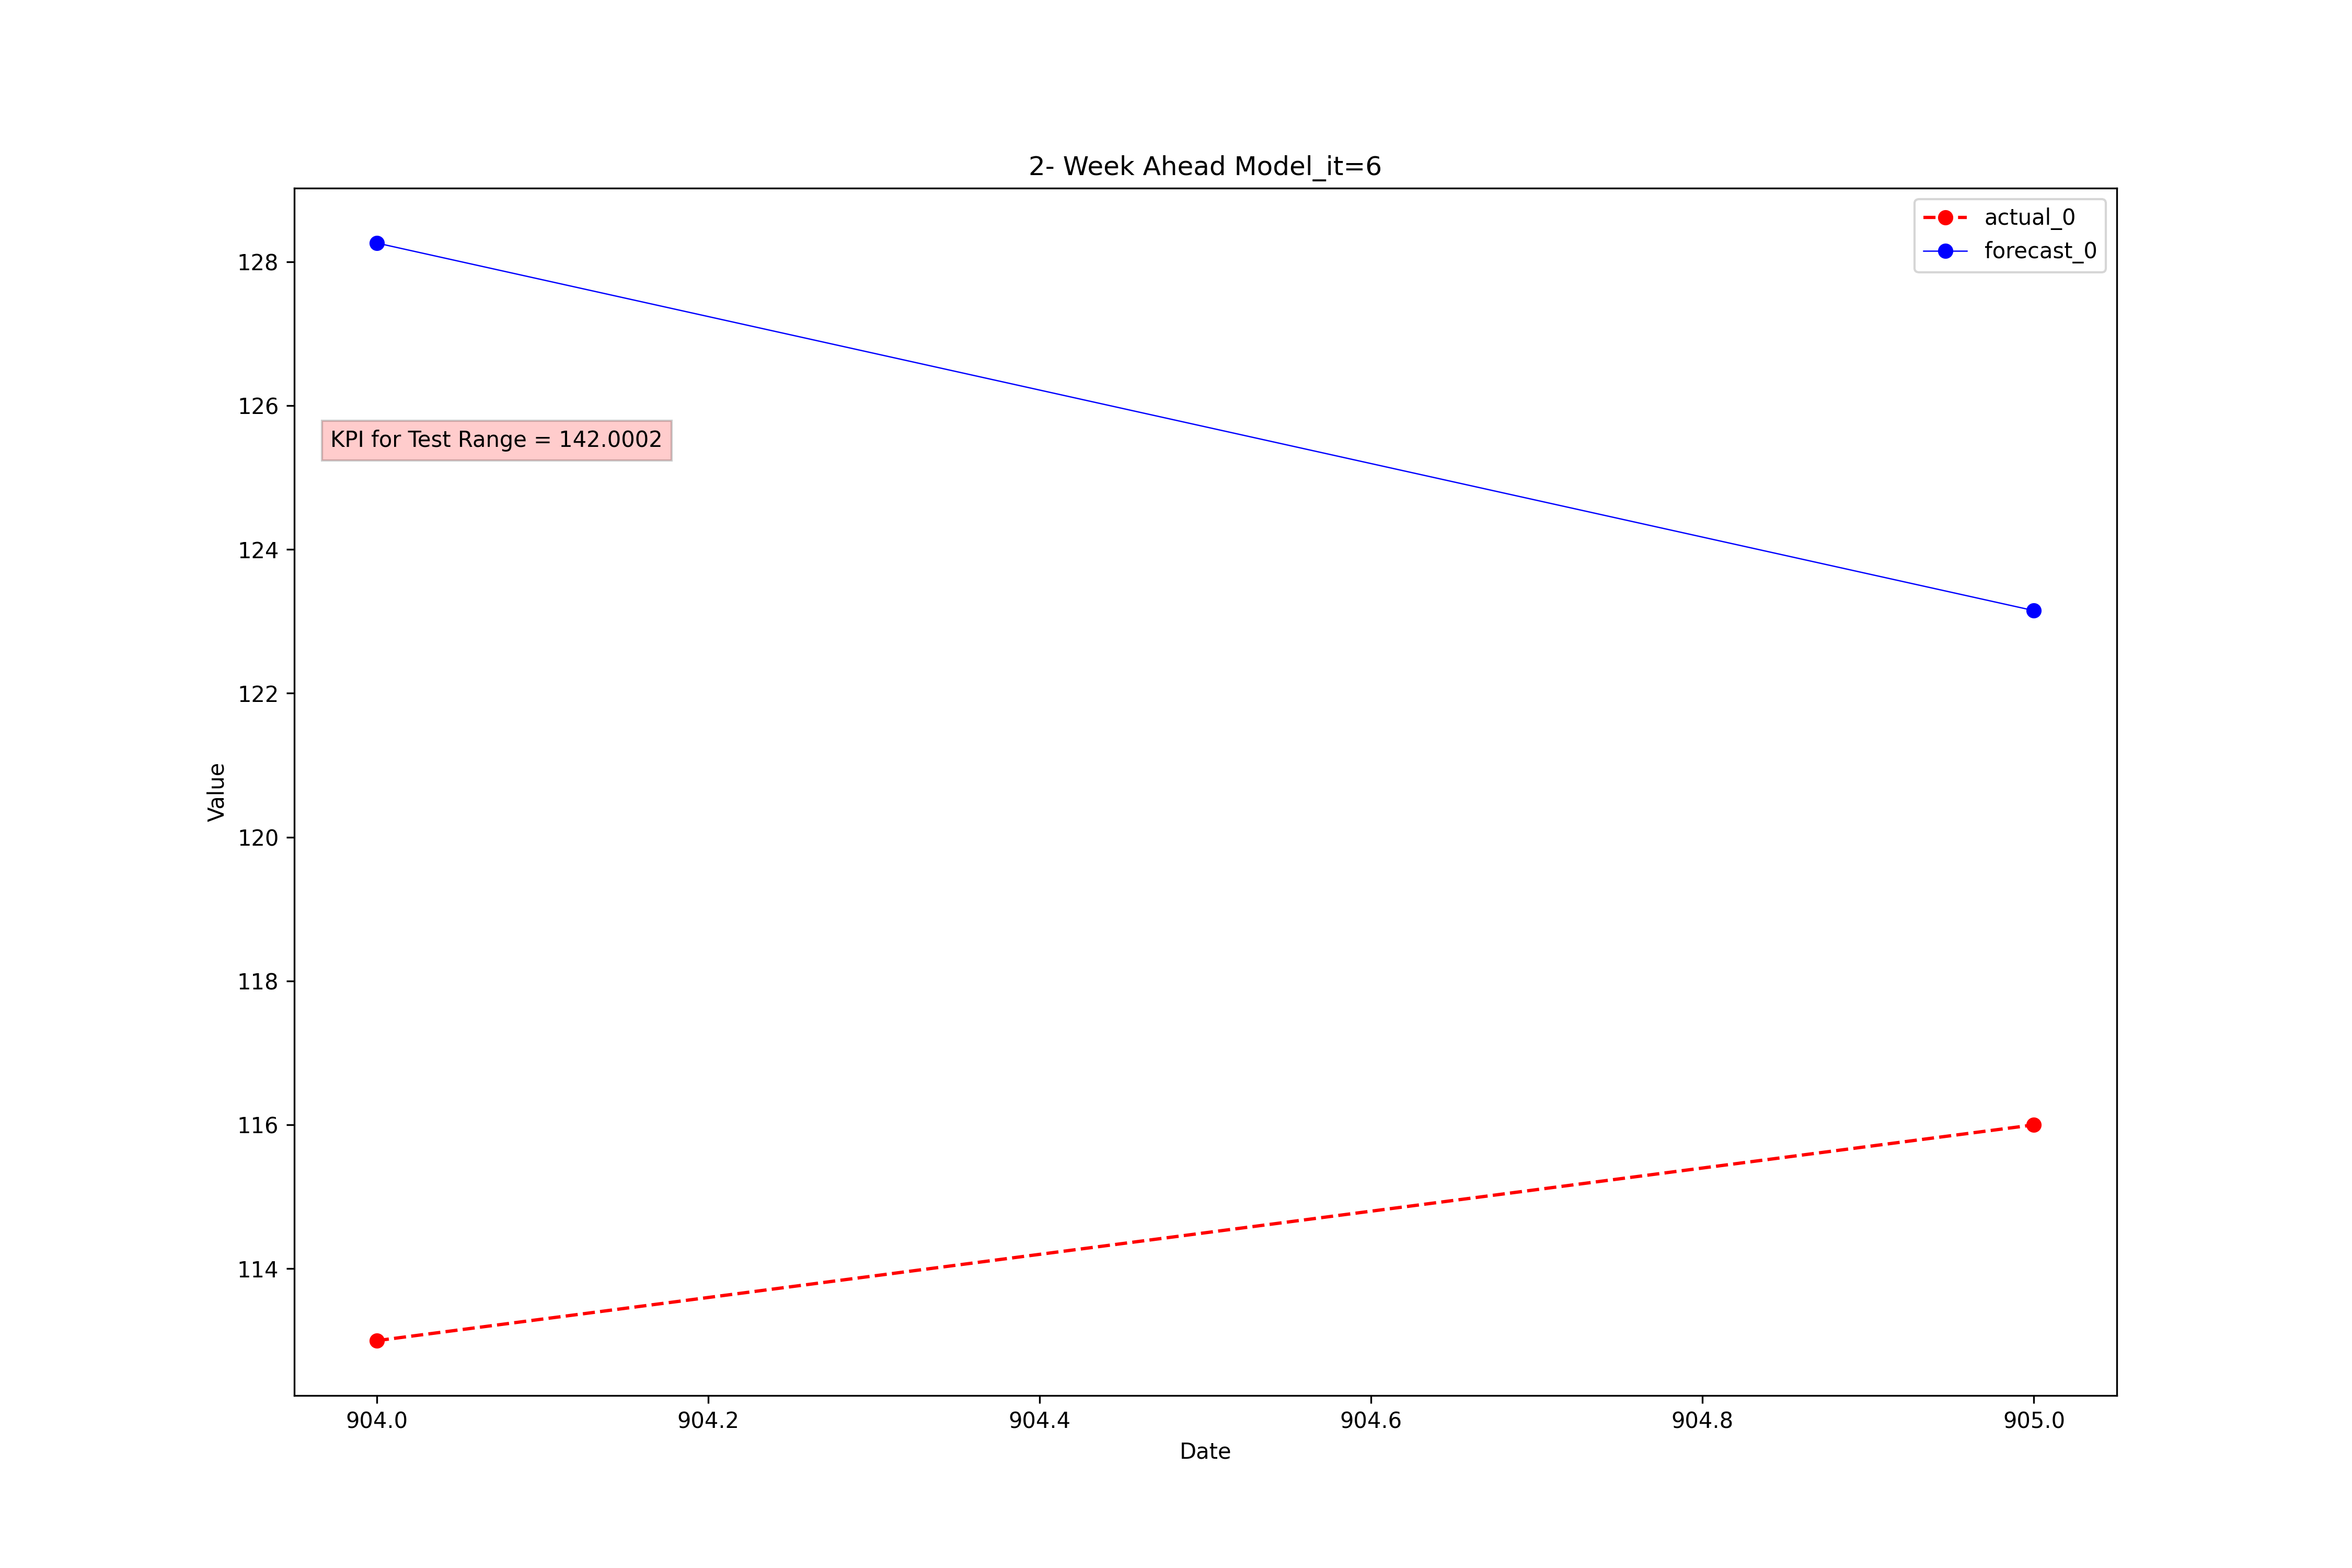 2- Week Ahead Model_it=6
actual_0
forecast_0
128
126
KPI for Test Range = 142.0002
124
122
120
118
116
114
Value
904.0 904.2 904.4 904.6 904.8 905.0
Date